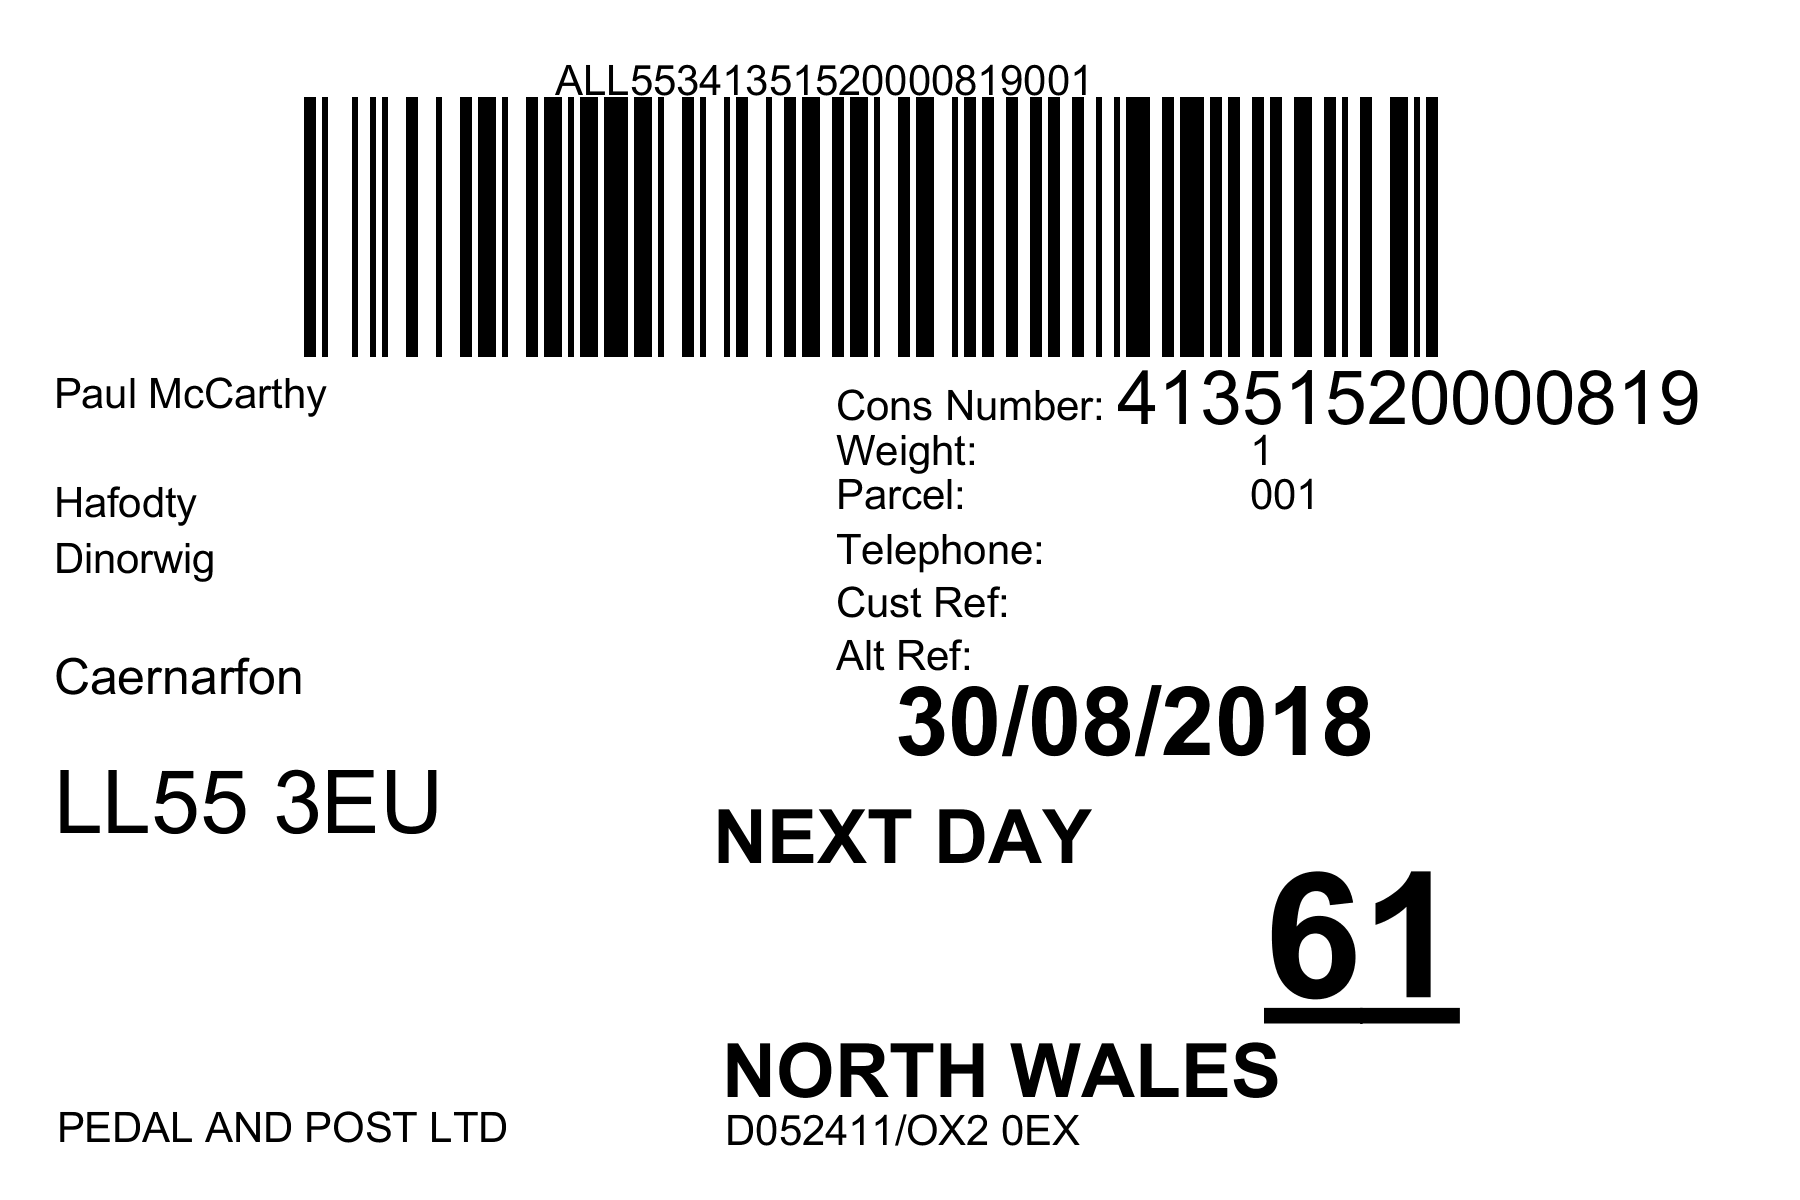 ALL55341351520000819001
Paul McCarthy
Hafodty
Dinorwig
Caernarfon
LL55 3EU
Cons Number: 41351520000819
Weight: 1
Parcel: 001
Telephone:
Cust Ref:
Alt Ref:
30/08/2018
NEXT DAY
61
NORTH WALES
PEDAL AND POST LTD
D052411/OX2 0EX